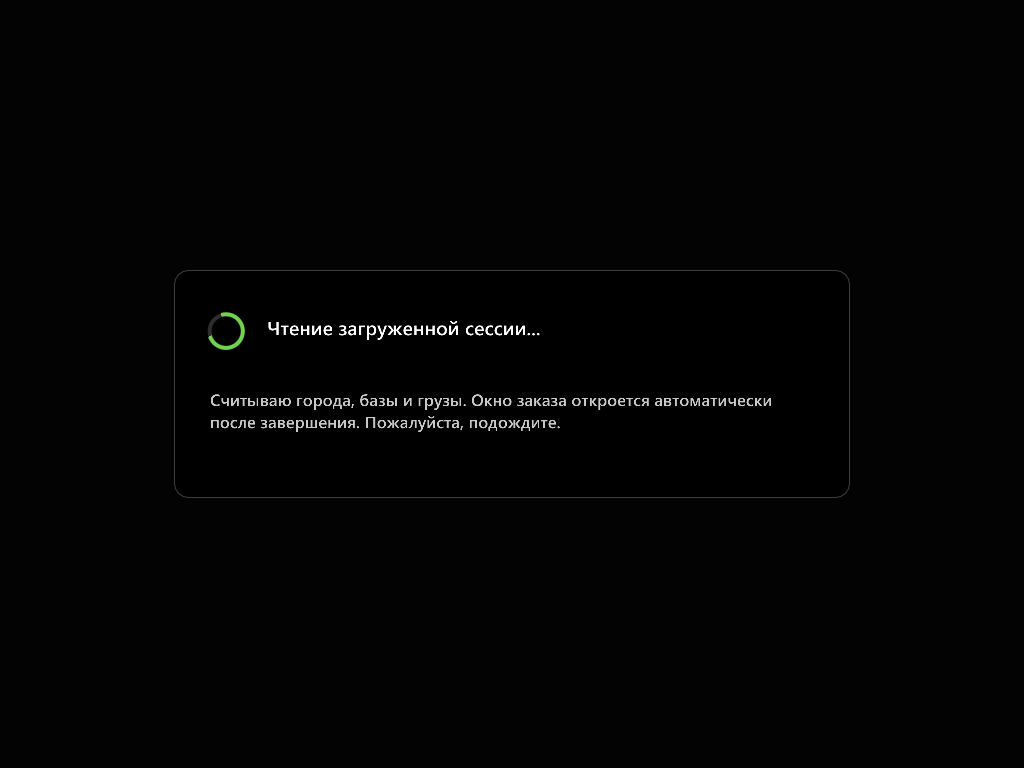 Чтение загруженной сессии...
Считываю города, базы и грузы. Окно заказа откроется автоматически
после завершения. Пожалуйста, подождите.